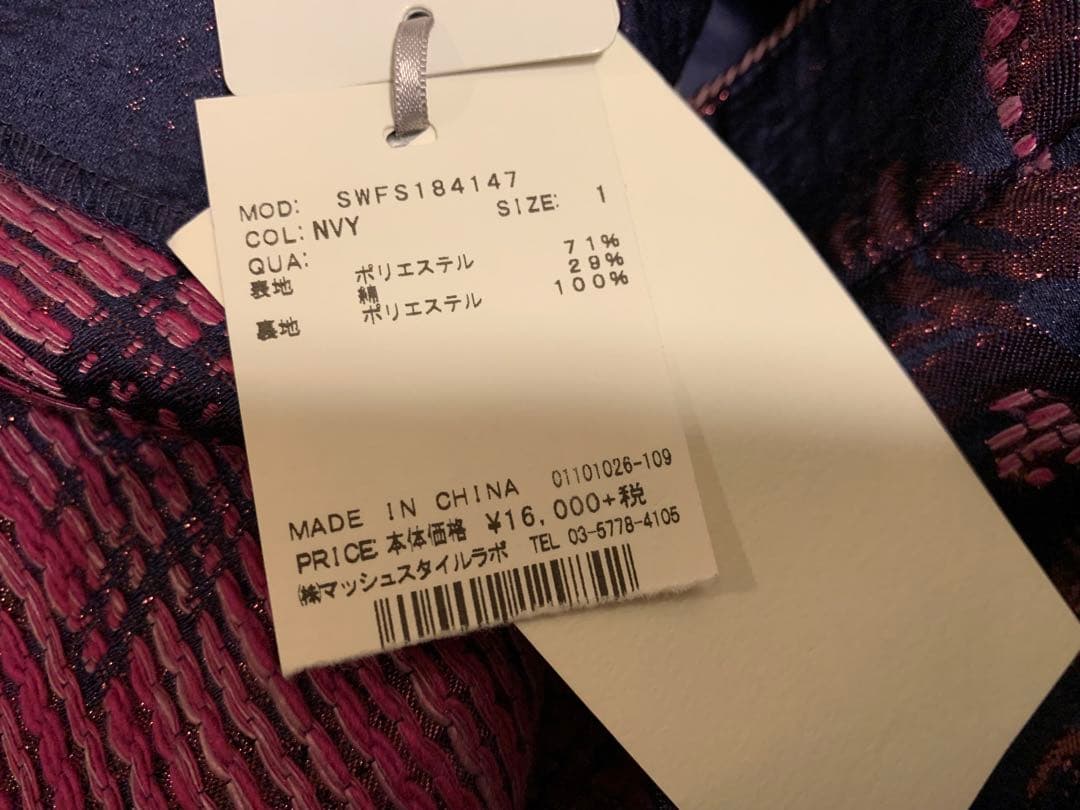 MOD: SWFS184147
COL: NVY SIZE: 1
QUA:
表地 ポリエステル 71%
綿 29%
裏地 ポリエステル 100%
MADE IN CHINA 01101026-109
PRICE: 本体価格 ¥16,000+税
㈱マッシュスタイルラボ TEL 03-5778-4105